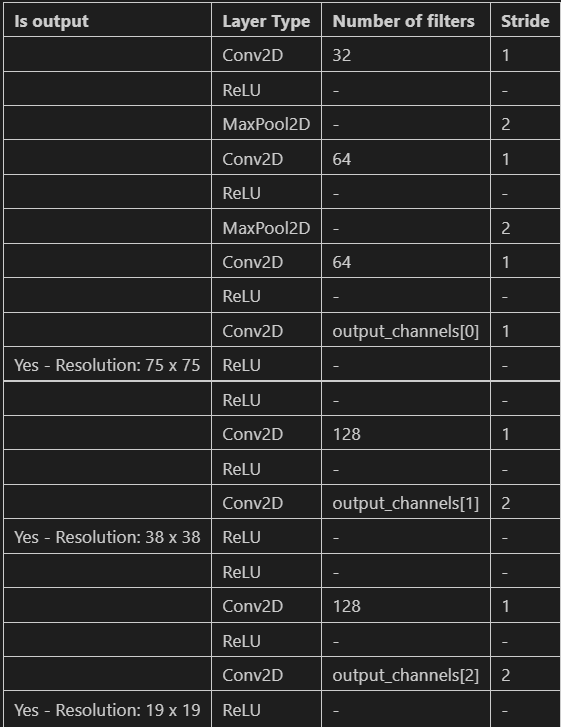 Is output Layer Type Number of filters Stride
Conv2D 32 1
ReLU - -
MaxPool2D - 2
Conv2D 64 1
ReLU - -
MaxPool2D - 2
Conv2D 64 1
ReLU - -
Conv2D output_channels[0] 1
Yes - Resolution: 75 x 75 ReLU - -
ReLU - -
Conv2D 128 1
ReLU - -
Conv2D output_channels[1] 2
Yes - Resolution: 38 x 38 ReLU - -
ReLU - -
Conv2D 128 1
ReLU - -
Conv2D output_channels[2] 2
Yes - Resolution: 19 x 19 ReLU - -